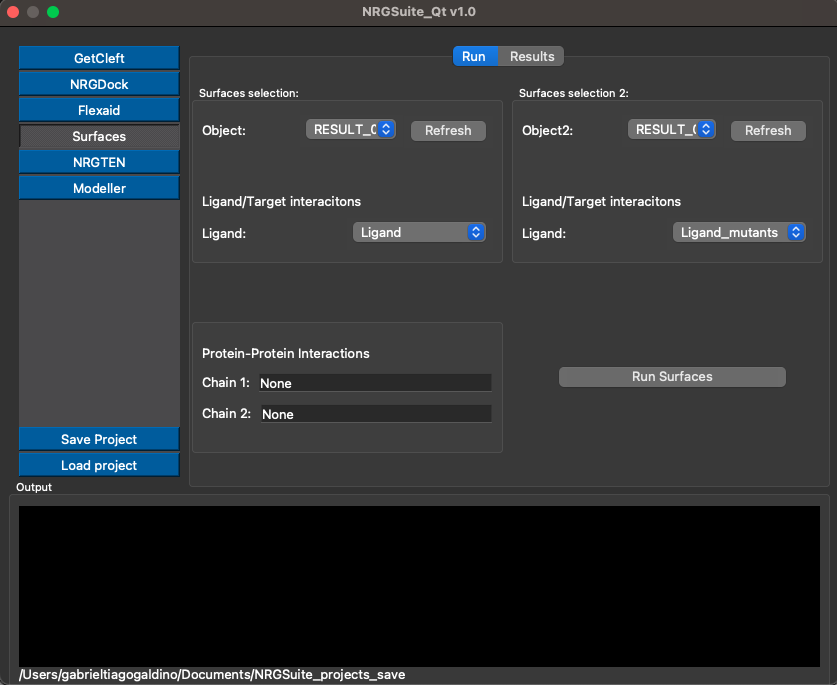 NRGSuite_Qt v1.0
GetCleft
NRGDock
Flexaid
Surfaces
NRGTEN
Modeller
Save Project
Load project
Run Results
Surfaces selection:
Object: RESULT_0 Refresh
Ligand/Target interacitons
Ligand: Ligand
Surfaces selection 2:
Object2: RESULT_0 Refresh
Ligand/Target interacitons
Ligand: Ligand_mutants
Protein-Protein Interactions
Chain 1: None
Chain 2: None
Run Surfaces
Output
/Users/gabrieltiagogaldino/Documents/NRGSuite_projects_save